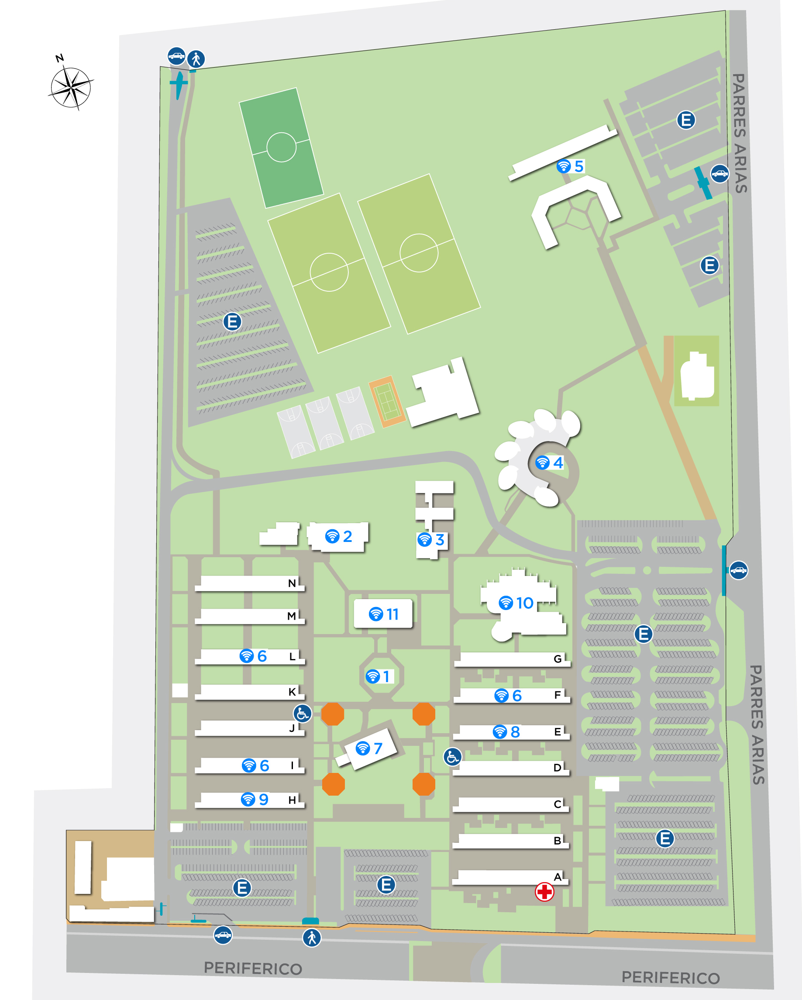 N
PARRES ARIAS
E
5
E
E
4
2
3
N
10
M
11
E
L
6
G
1
K
F
6
PARRES ARIAS
J
E
8
7
I
6
D
H
9
C
B
E
A
E
E
PERIFERICO
PERIFERICO